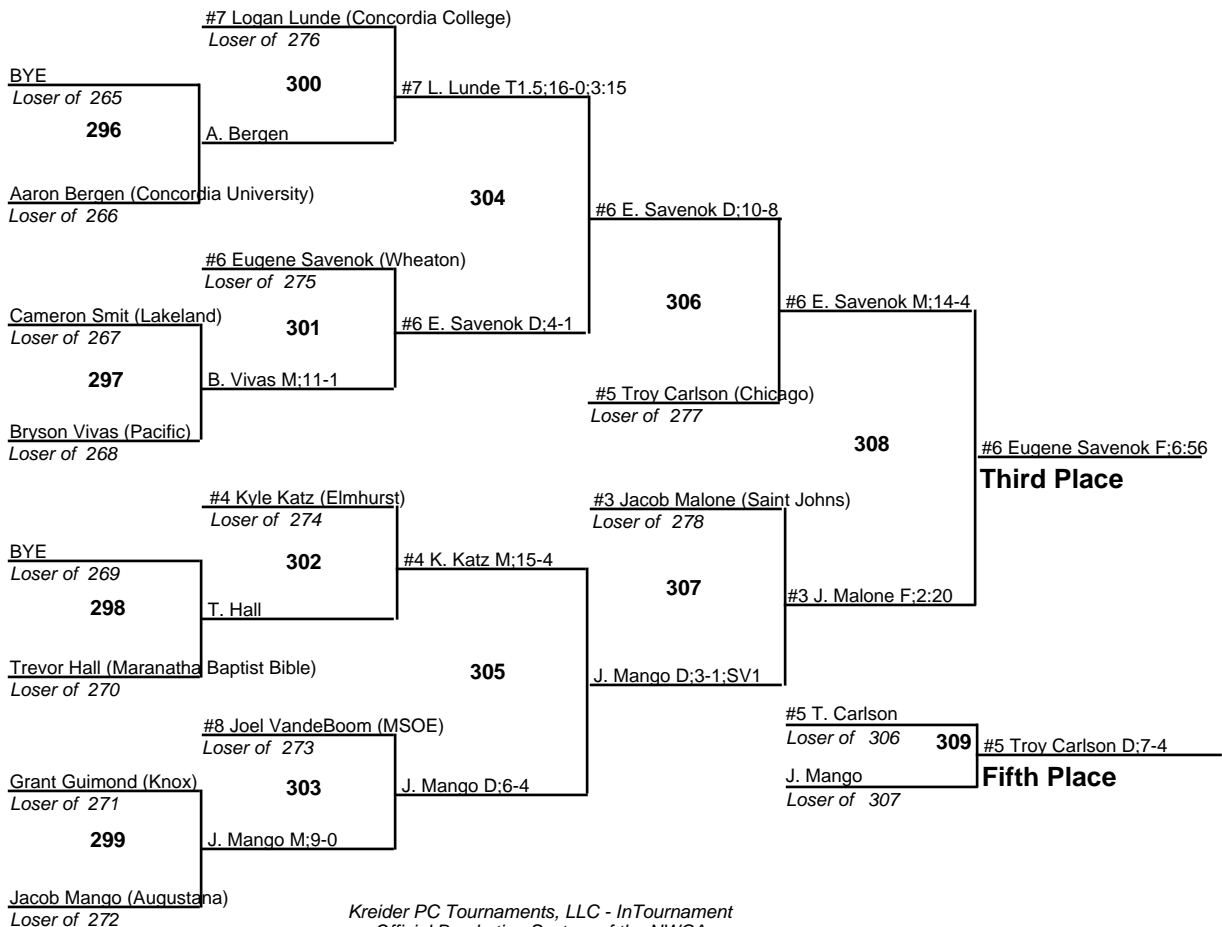 #7 Logan Lunde (Concordia College)
Loser of 276
BYE
Loser of 265
300
#7 L. Lunde T1.5;16-0;3:15
296
A. Bergen
Aaron Bergen (Concordia University)
Loser of 266
304
#6 E. Savenok D;10-8
#6 Eugene Savenok (Wheaton)
Loser of 275
Cameron Smit (Lakeland)
Loser of 267
301
#6 E. Savenok D;4-1
306
#6 E. Savenok M;14-4
297
B. Vivas M;11-1
#5 Troy Carlson (Chicago)
Loser of 277
Bryson Vivas (Pacific)
Loser of 268
308
#6 Eugene Savenok F;6:56
Third Place
#4 Kyle Katz (Elmhurst)
Loser of 274
#3 Jacob Malone (Saint Johns)
Loser of 278
BYE
Loser of 269
302
#4 K. Katz M;15-4
307
#3 J. Malone F;2:20
298
T. Hall
Trevor Hall (Maranatha Baptist Bible)
Loser of 270
305
J. Mango D;3-1;SV1
#8 Joel VandeBoom (MSOE)
Loser of 273
#5 T. Carlson
Loser of 306
309
#5 Troy Carlson D;7-4
Fifth Place
Grant Guimond (Knox)
Loser of 271
303
J. Mango D;6-4
J. Mango
Loser of 307
299
J. Mango M;9-0
Jacob Mango (Augustana)
Loser of 272
Kreider PC Tournaments, LLC - InTournament